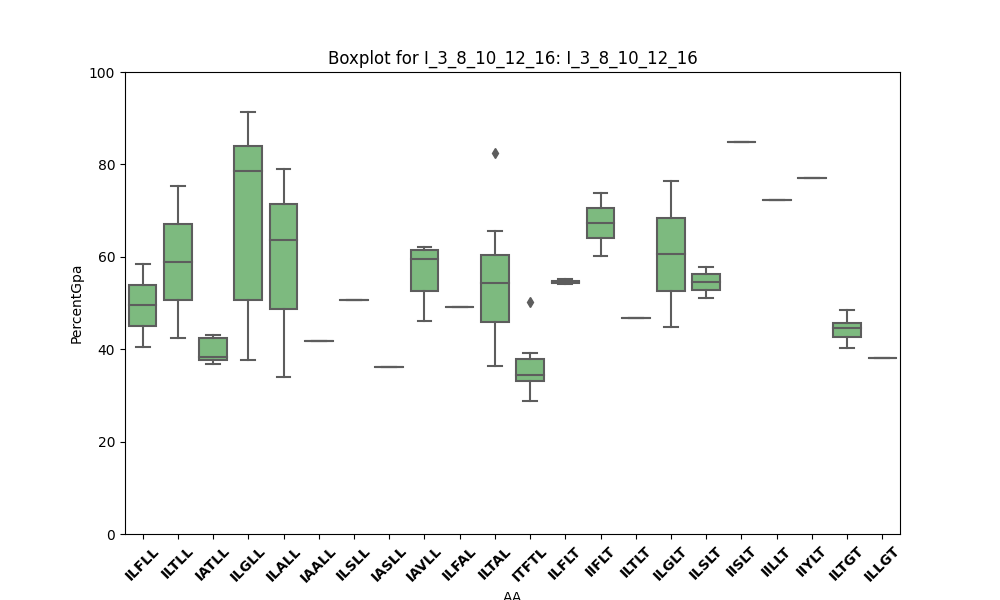 Boxplot for I_3_8_10_12_16: I_3_8_10_12_16
100
80
60
40
20
0
PercentGpa
ILFLL ILTLL IATLL ILGLL ILALL IAALL ILSLL IASLL IAVLL ILFAL ILTAL ITFTL ILFLT IIFLT ILTLT ILGLT ILSLT IISLT IILLT IIYLT ILTGT ILLGT
AA